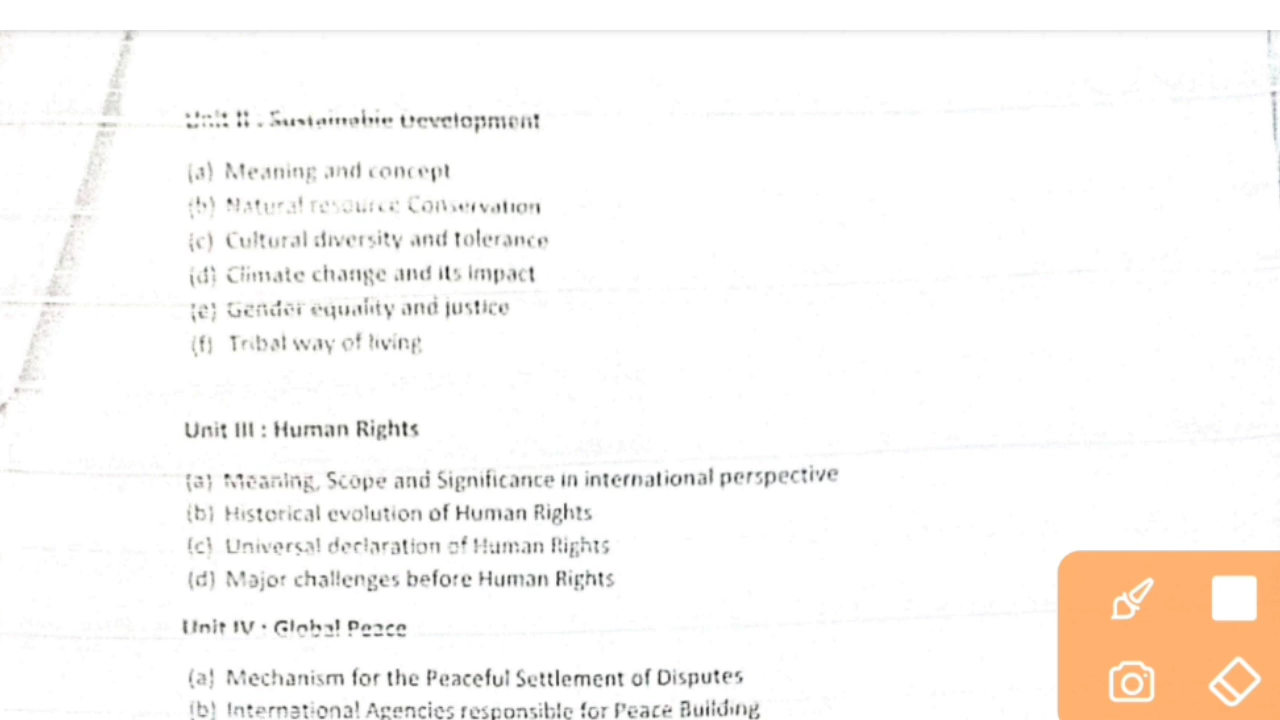 Unit II : Sustainable Development
(a) Meaning and concept
(b) Natural resource Conservation
(c) Cultural diversity and tolerance
(d) Climate change and its impact
(e) Gender equality and justice
(f) Tribal way of living
Unit III : Human Rights
(a) Meaning, Scope and Significance in international perspective
(b) Historical evolution of Human Rights
(c) Universal declaration of Human Rights
(d) Major challenges before Human Rights
Unit IV : Global Peace
(a) Mechanism for the Peaceful Settlement of Disputes
(b) International Agencies responsible for Peace Building